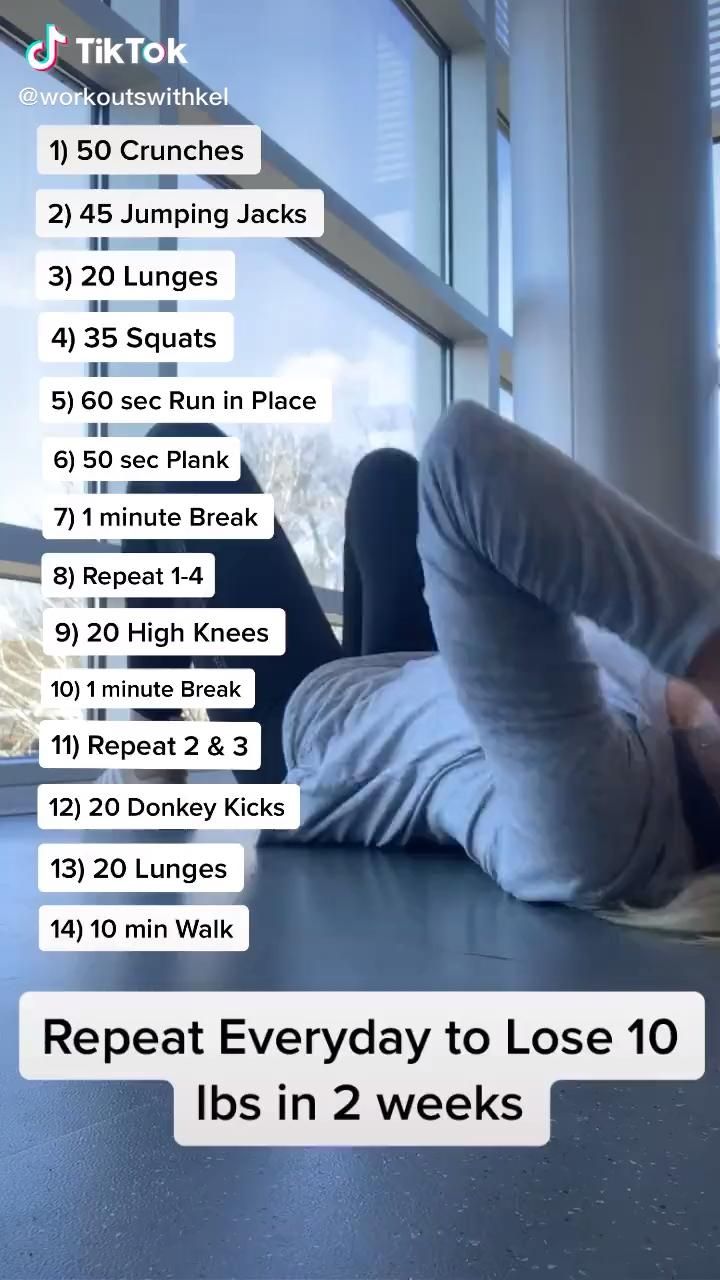 TikTok
@workoutswithkel
1) 50 Crunches
2) 45 Jumping Jacks
3) 20 Lunges
4) 35 Squats
5) 60 sec Run in Place
6) 50 sec Plank
7) 1 minute Break
8) Repeat 1-4
9) 20 High Knees
10) 1 minute Break
11) Repeat 2 & 3
12) 20 Donkey Kicks
13) 20 Lunges
14) 10 min Walk
Repeat Everyday to Lose 10
lbs in 2 weeks